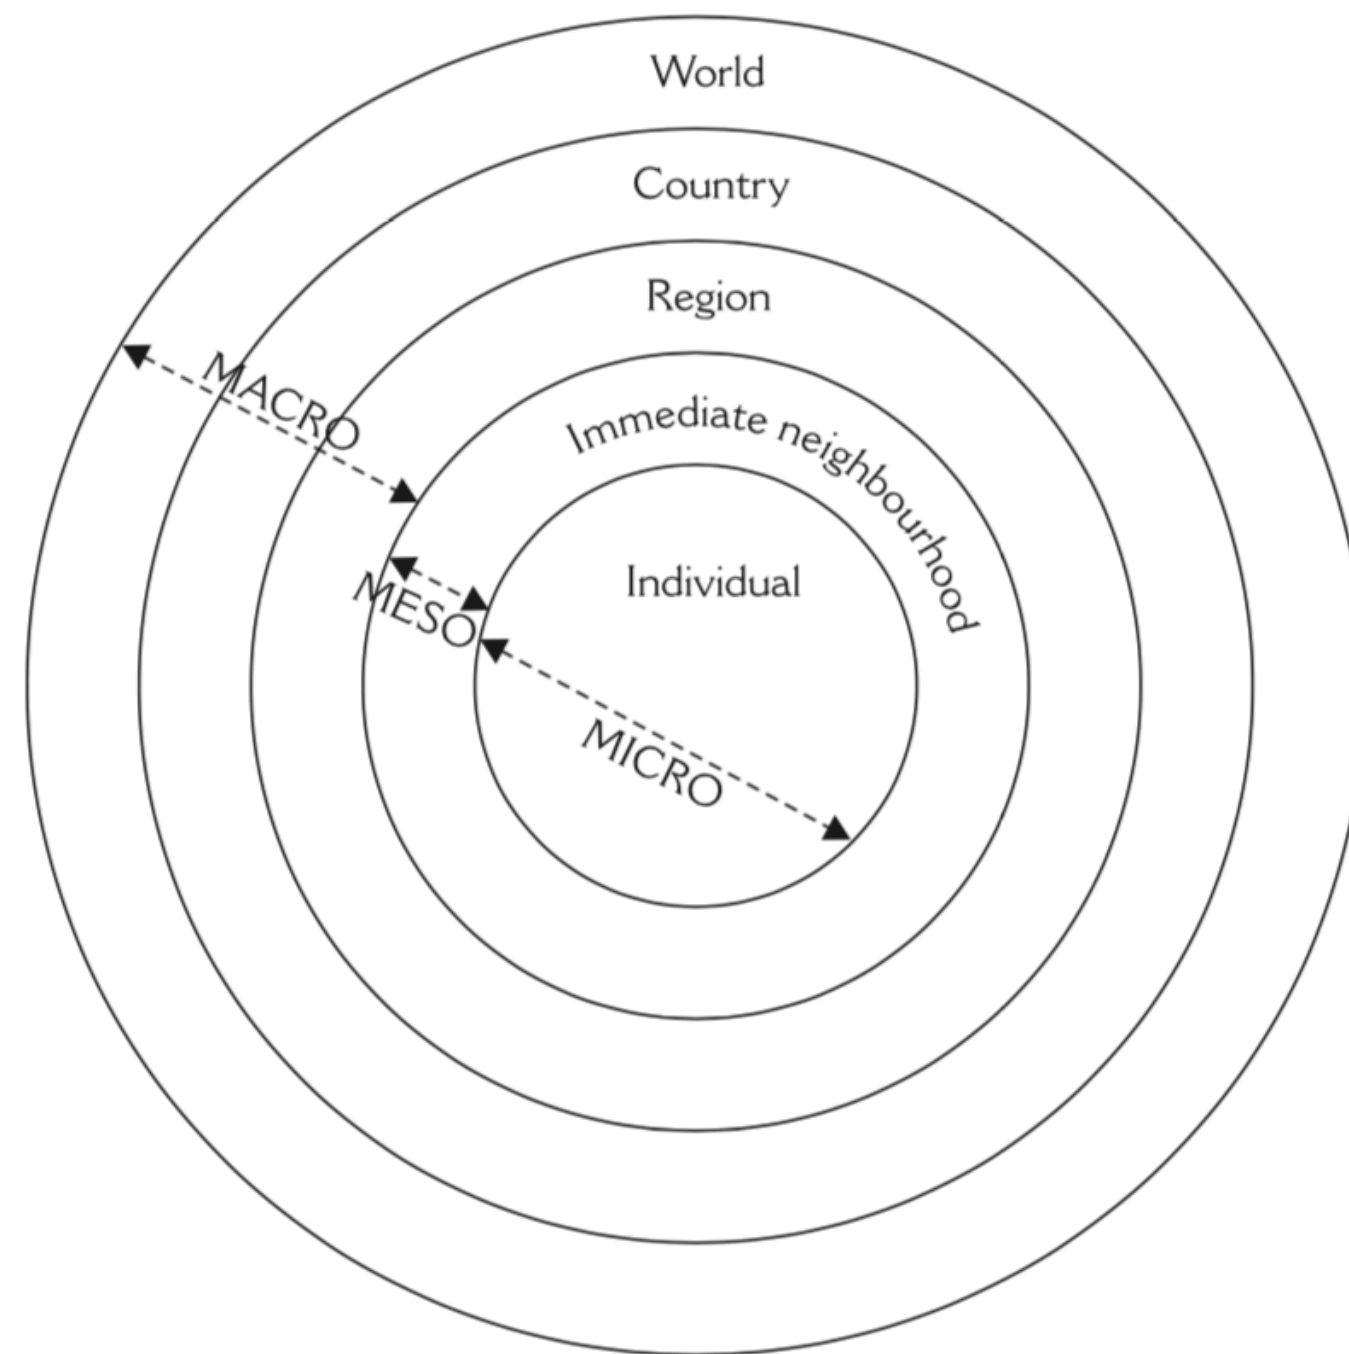 World
Country
Region
Immediate neighbourhood
Individual
MACRO
MESO
MICRO